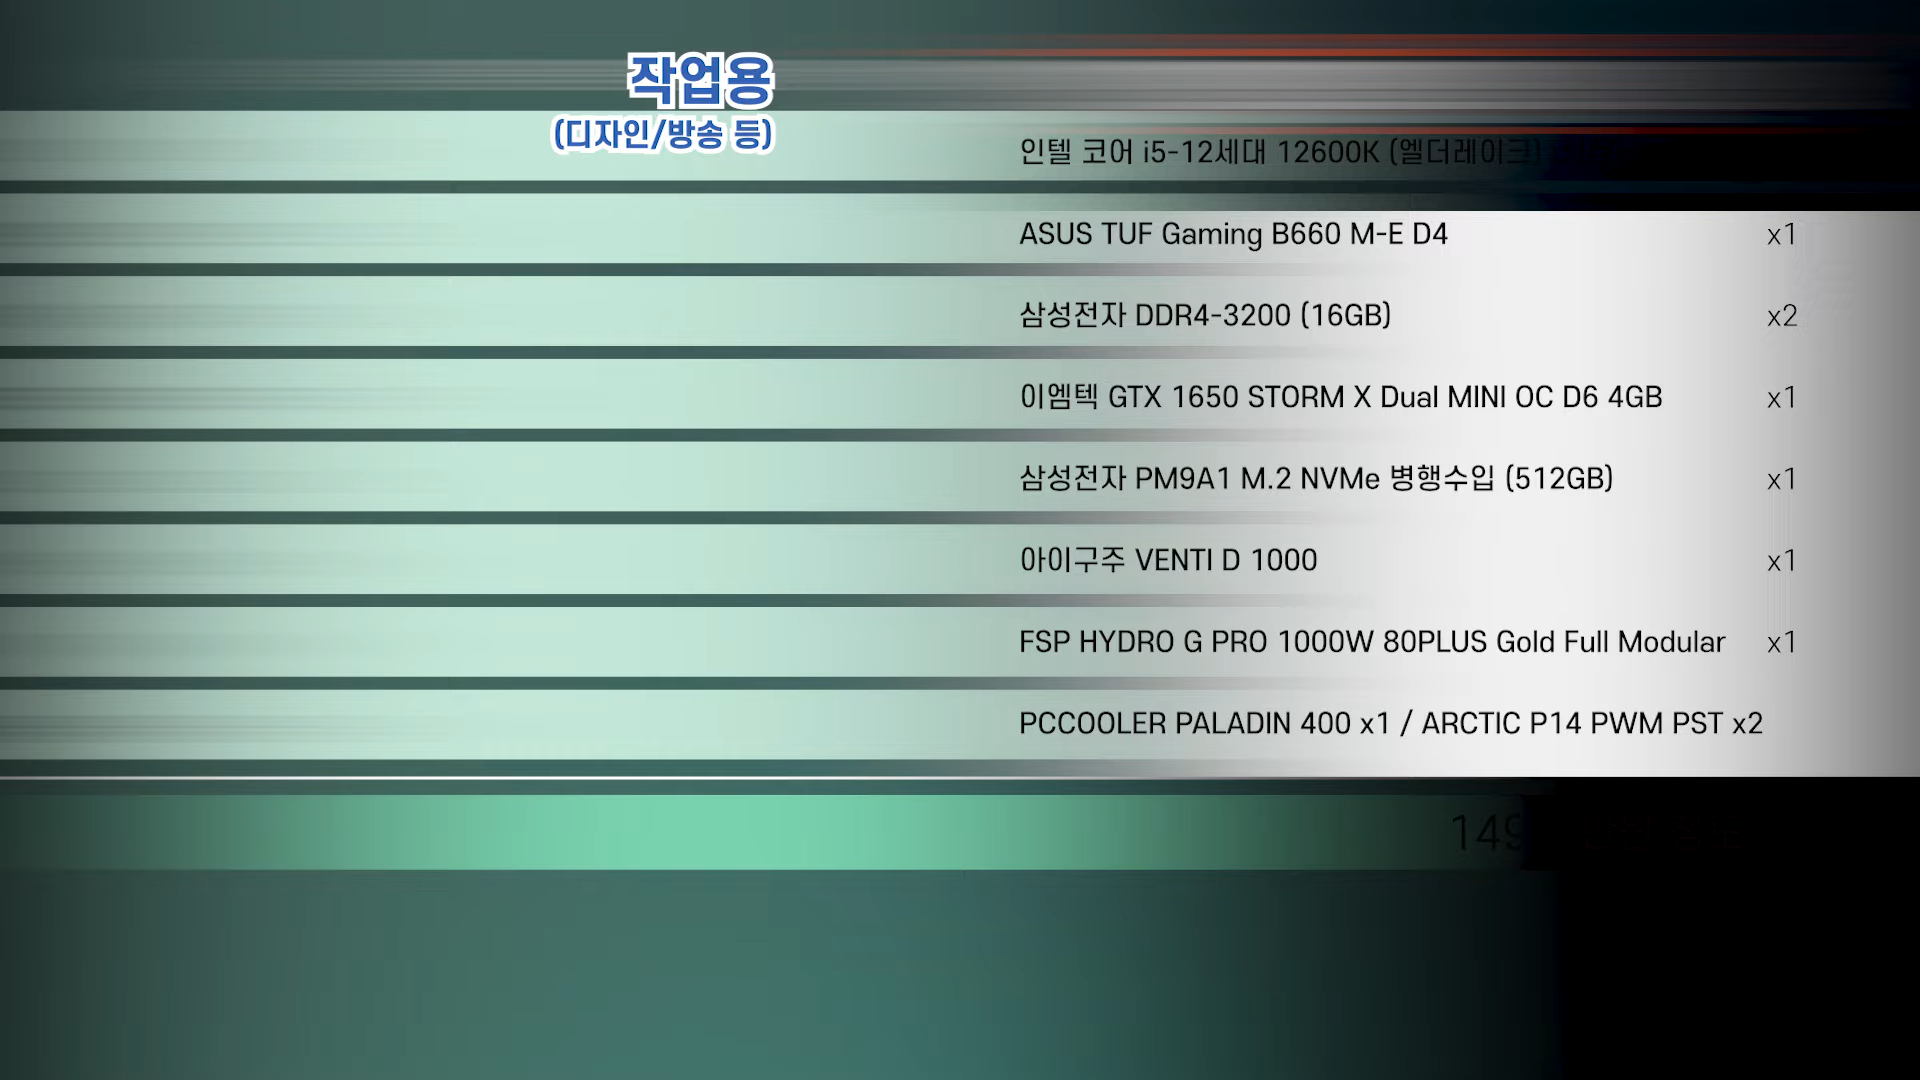 작업용
(디자인/방송 등)
인텔 코어 i5-12세대 12600K (엘더레이크)
ASUS TUF Gaming B660 M-E D4 x1
삼성전자 DDR4-3200 (16GB) x2
이엠텍 GTX 1650 STORM X Dual MINI OC D6 4GB x1
삼성전자 PM9A1 M.2 NVMe 병행수입 (512GB) x1
아이구주 VENTI D 1000 x1
FSP HYDRO G PRO 1000W 80PLUS Gold Full Modular x1
PCCOOLER PALADIN 400 x1 / ARCTIC P14 PWM PST x2
149